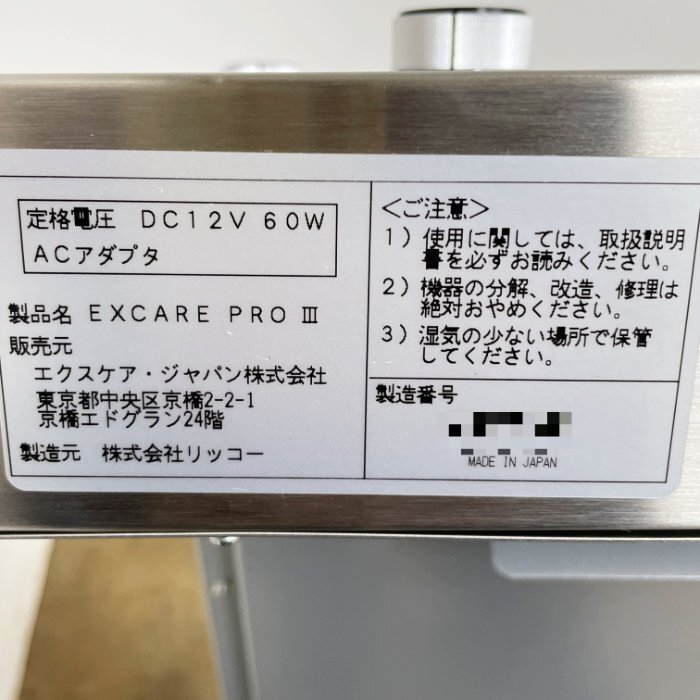 定格電圧 DC12V 60W
ACアダプタ
製品名 EXCARE PRO Ⅲ
販売元
エクスケア・ジャパン株式会社
東京都中央区京橋2-2-1
京橋エドグラン24階
製造元 株式会社リッコー
<ご注意>
1)使用に関しては、取扱説明
書を必ずお読みください。
2)機器の分解、改造、修理は
絶対おやめください。
3)湿気の少ない場所で保管
してください。
製造番号
MADE IN JAPAN